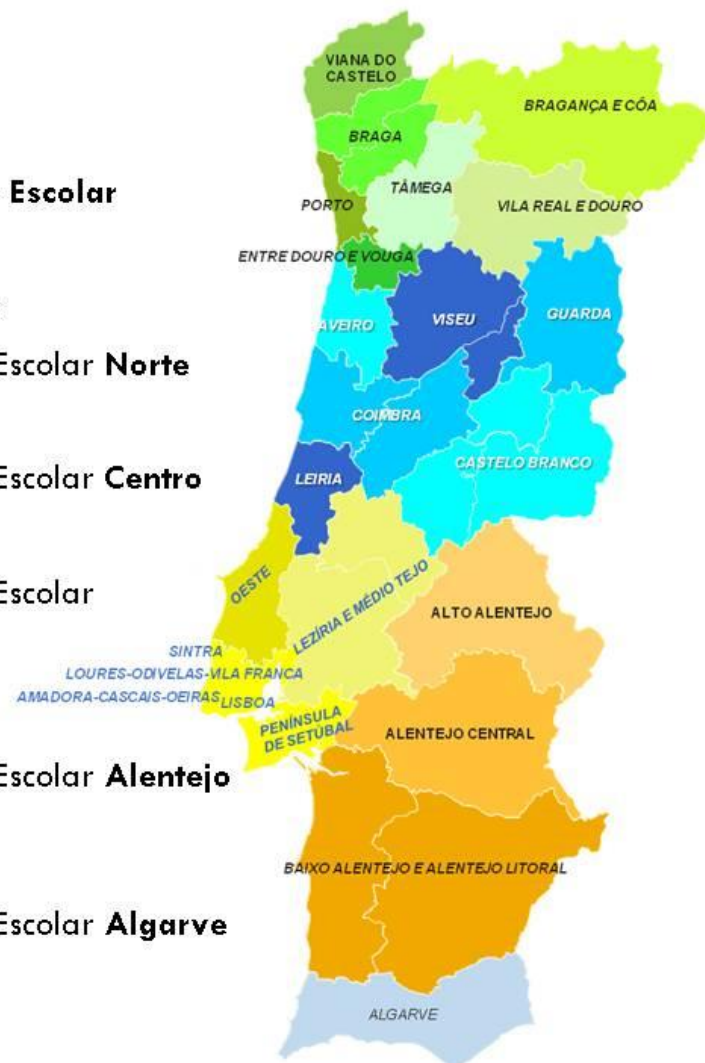 VIANA DO
CASTELO
BRAGANÇA E CÔA
BRAGA
Escolar
TÂMEGA
PORTO
VILA REAL E DOURO
ENTRE DOURO E VOUGA
AVEIRO
VISEU
GUARDA
Escolar Norte
COIMBRA
LEIRIA
CASTELO BRANCO
Escolar Centro
OESTE
LEZÍRIA E MÉDIO TEJO
Escolar
ALTO ALENTEJO
SINTRA
LOURES-ODIVELAS-VILA FRANCA
AMADORA-CASCAIS-OEIRAS
LISBOA
PENÍNSULA
DE SETÚBAL
ALENTEJO CENTRAL
Escolar Alentejo
BAIXO ALENTEJO E ALENTEJO LITORAL
Escolar Algarve
ALGARVE